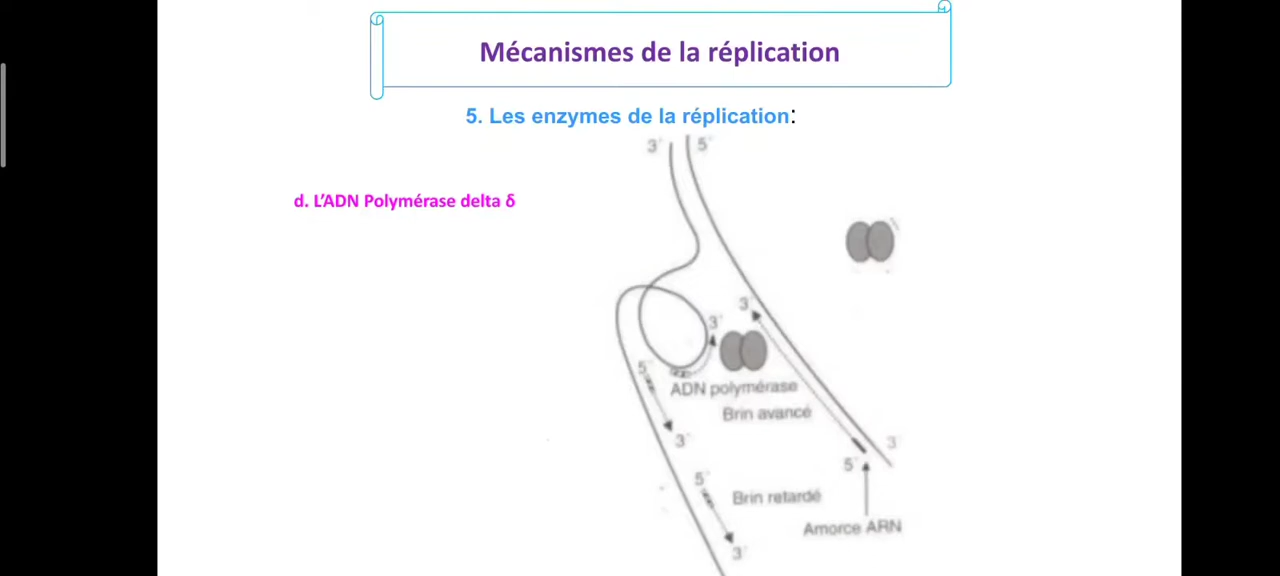 Mécanismes de la réplication
5. Les enzymes de la réplication:
3' 5'
d. L'ADN Polymérase delta δ
3'
3'
5'
ADN polymérase
Brin avancé
3'
3'
5'
5'
Brin retardé
Amorce ARN
3'